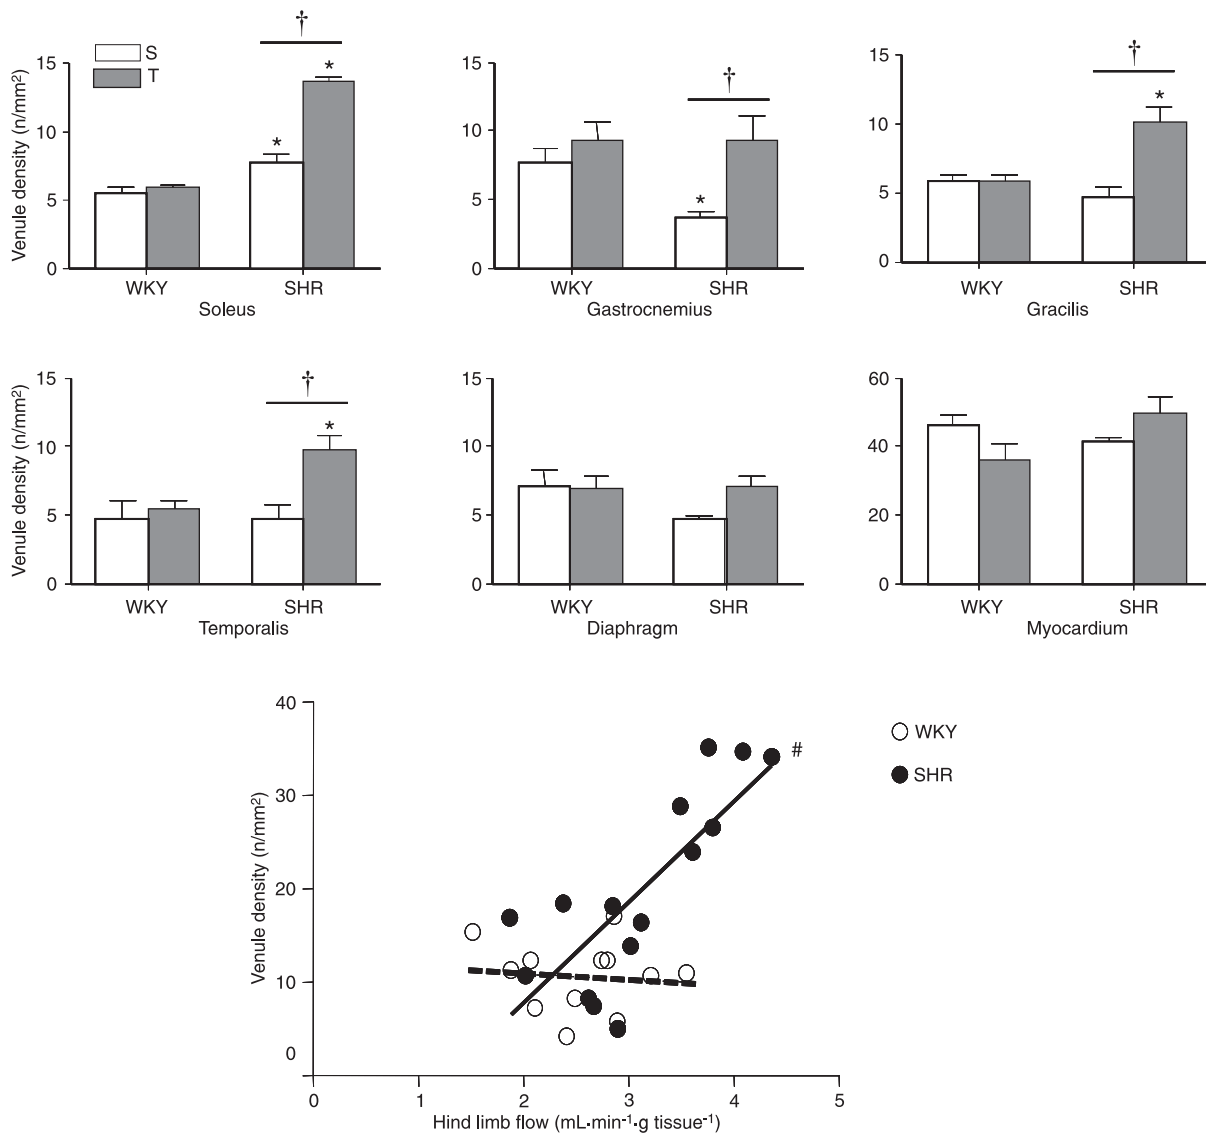 †
S
T
15
10
5
0
Venule density (n/mm²)
*
*
WKY
SHR
Soleus
†
15
10
5
0
*
WKY
SHR
Gastrocnemius
†
15
10
5
0
*
WKY
SHR
Gracilis
15
10
5
0
Venule density (n/mm²)
†
*
WKY
SHR
Temporalis
15
10
5
0
WKY
SHR
Diaphragm
60
40
20
0
WKY
SHR
Myocardium
40
30
20
10
0
Venule density (n/mm²)
#
WKY
SHR
0
1
2
3
4
5
Hind limb flow (mL·min⁻¹·g tissue⁻¹)